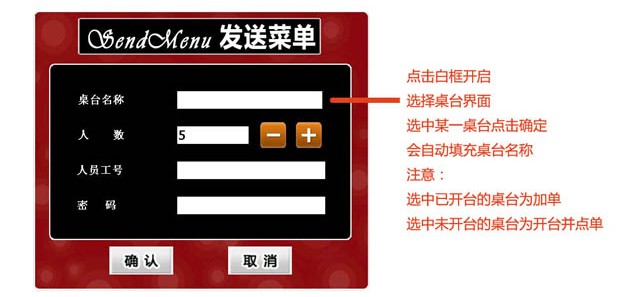 SendMenu 发送菜单
桌台名称
人 数 5 － ＋
人员工号
密 码
确 认 取 消
点击白框开启
选择桌台界面
选中某一桌台点击确定
会自动填充桌台名称
注意：
选中已开台的桌台为加单
选中未开台的桌台为开台并点单